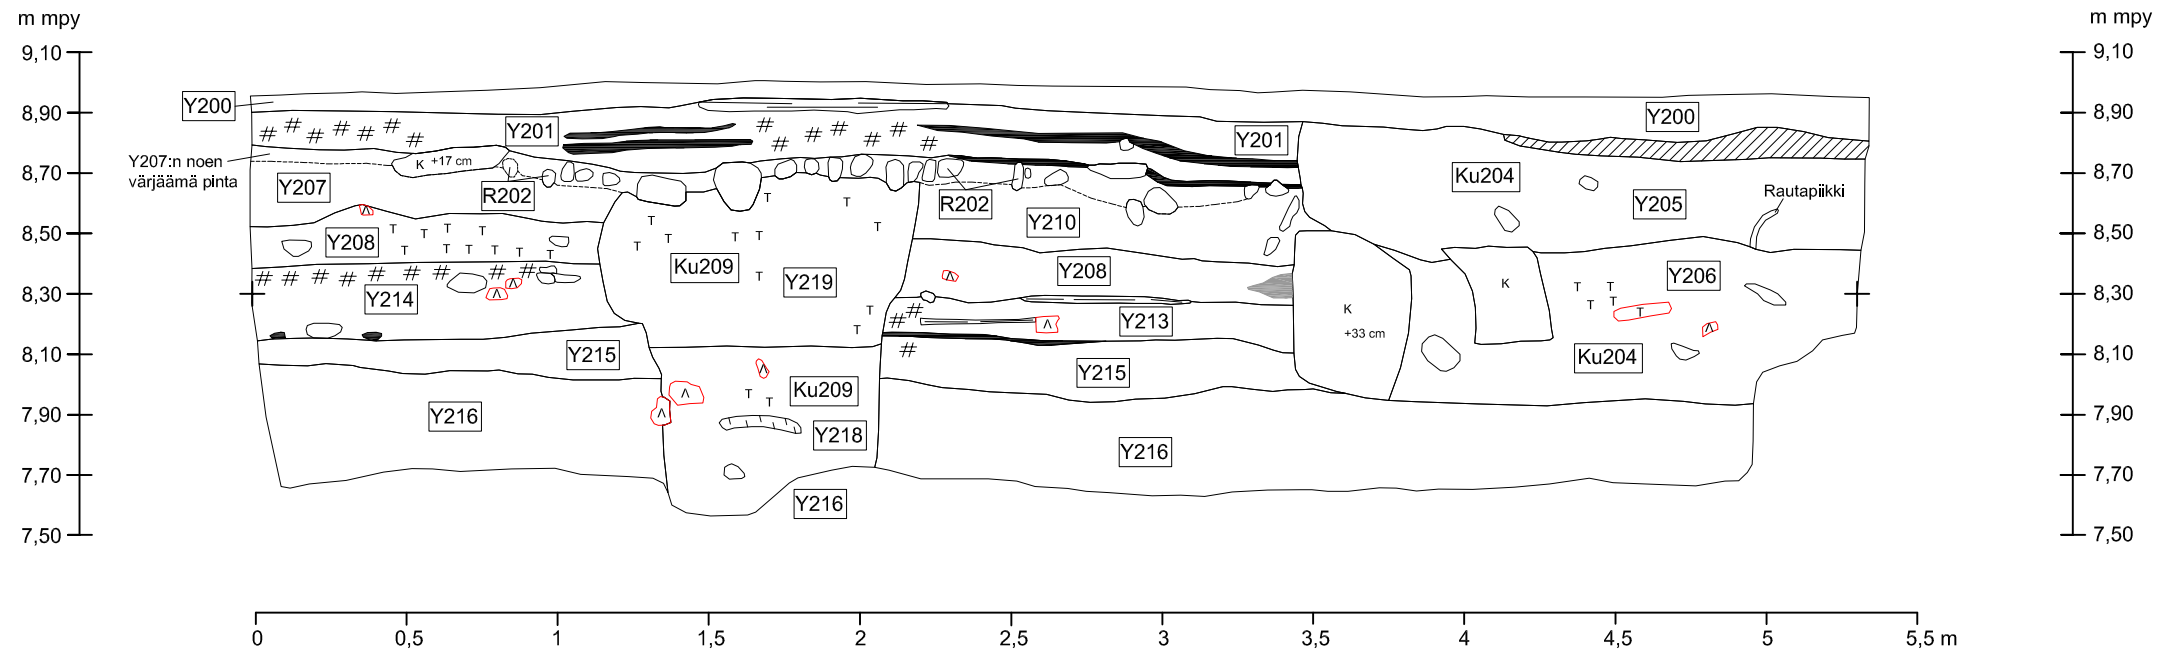 m mpy
m mpy
9,10
9,10
Y200
8,90
Y200
8,90
Y201
Y201
Y207:n noen
värjäämä pinta
K +17 cm
8,70
8,70
Y207
R202
R202
Ku204
Rautapiikki
Y210
Y205
8,50
8,50
Y208
Ku209
Y219
Y208
Y206
8,30
8,30
Y214
Y213
K
+33 cm
K
8,10
8,10
Y215
Y215
Ku204
Ku209
7,90
7,90
Y216
Y218
Y216
7,70
7,70
Y216
7,50
7,50
0
0,5
1
1,5
2
2,5
3
3,5
4
4,5
5
5,5 m